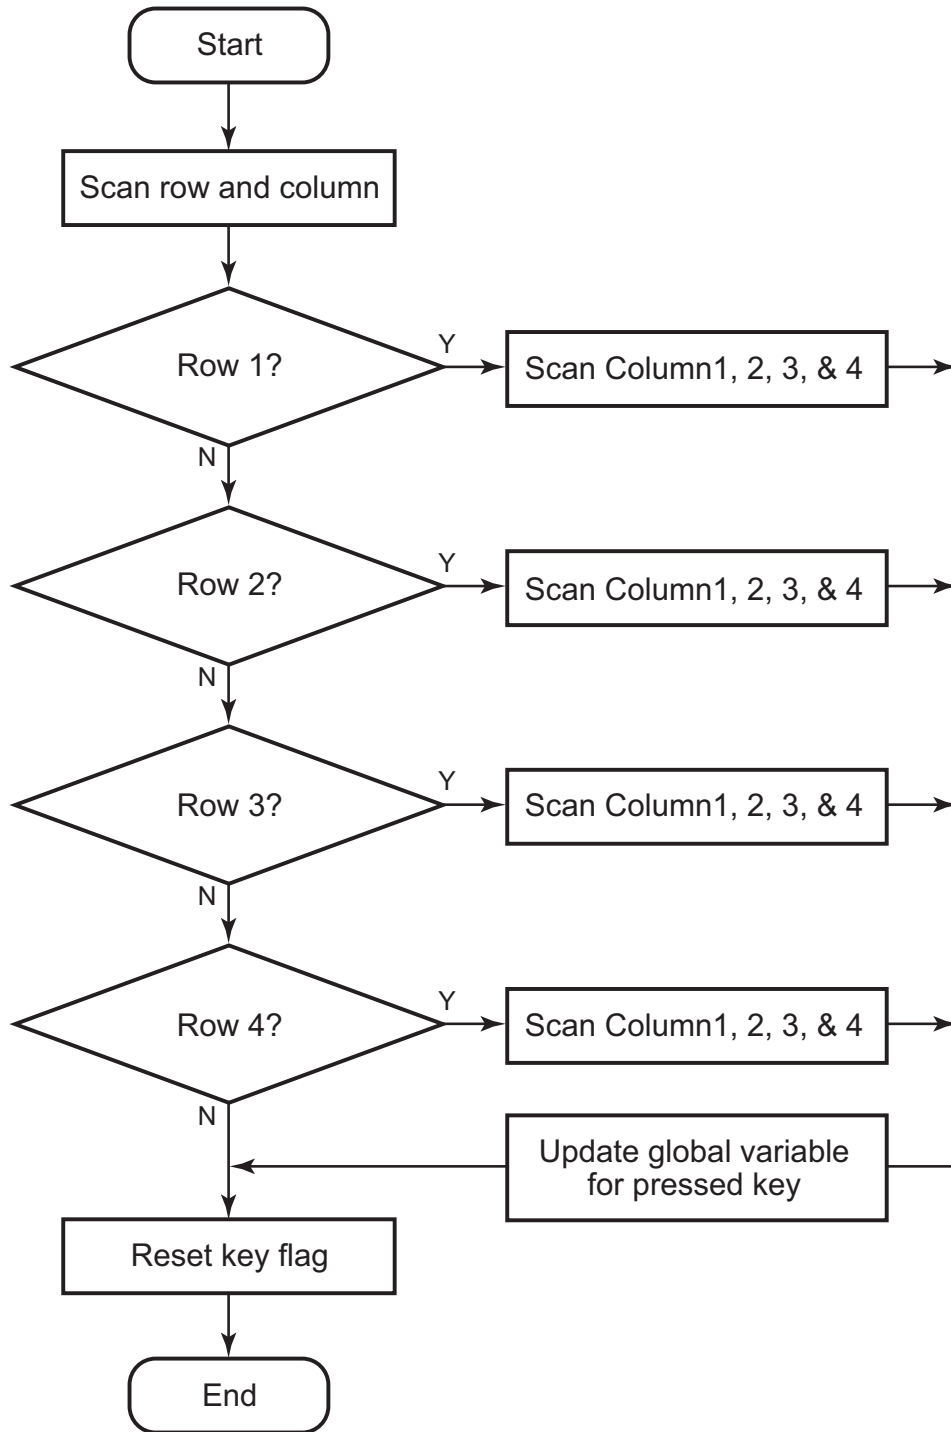 Start
Scan row and column
Row 1?
Y
Scan Column1, 2, 3, & 4
N
Row 2?
Y
Scan Column1, 2, 3, & 4
N
Row 3?
Y
Scan Column1, 2, 3, & 4
N
Row 4?
Y
Scan Column1, 2, 3, & 4
N
Update global variable
for pressed key
Reset key flag
End